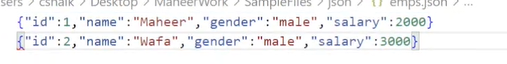 sers > cshaik > Desktop > MaheerWork > SampleFiles > json > {} emps.json > ...
{"id":1,"name":"Maheer","gender":"male","salary":2000}
{"id":2,"name":"Wafa","gender":"male","salary":3000}